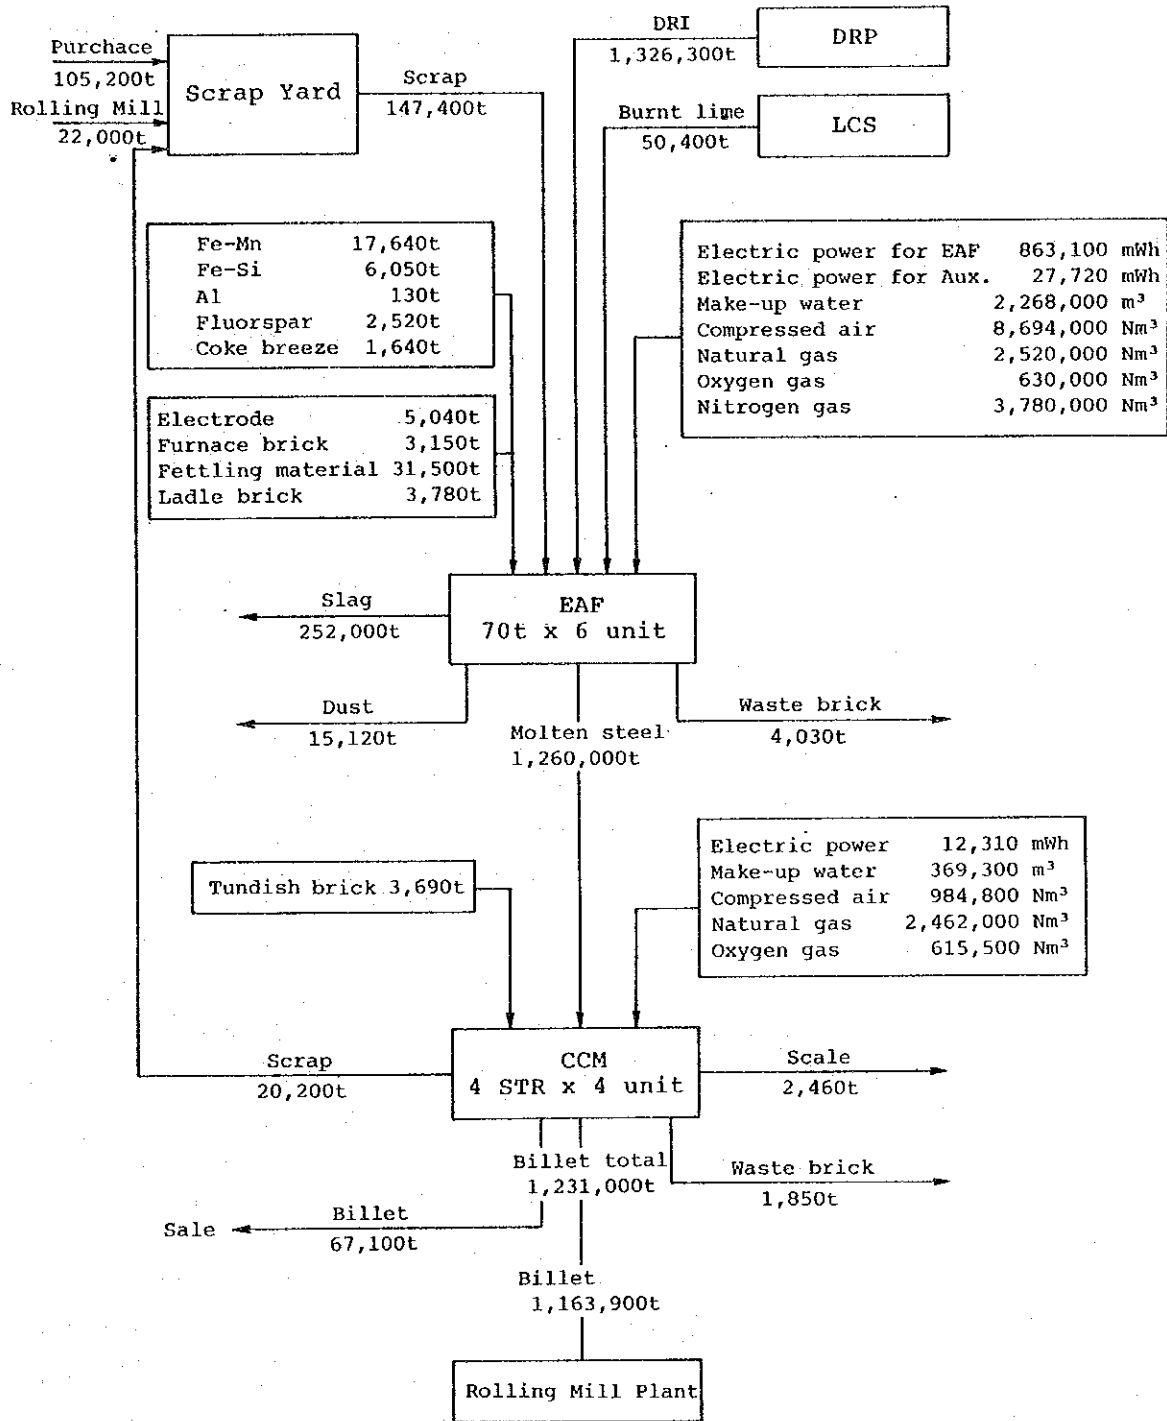 Purchace
105,200t
Rolling Mill
22,000t
Scrap Yard
Scrap
147,400t
DRI
1,326,300t
DRP
Burnt lime
50,400t
LCS
Fe-Mn 17,640t
Fe-Si 6,050t
Al 130t
Fluorspar 2,520t
Coke breeze 1,640t
Electrode 5,040t
Furnace brick 3,150t
Fettling material 31,500t
Ladle brick 3,780t
Electric power for EAF 863,100 mWh
Electric power for Aux. 27,720 mWh
Make-up water 2,268,000 m³
Compressed air 8,694,000 Nm³
Natural gas 2,520,000 Nm³
Oxygen gas 630,000 Nm³
Nitrogen gas 3,780,000 Nm³
EAF
70t x 6 unit
Slag
252,000t
Dust
15,120t
Molten steel
1,260,000t
Waste brick
4,030t
Tundish brick 3,690t
Electric power 12,310 mWh
Make-up water 369,300 m³
Compressed air 984,800 Nm³
Natural gas 2,462,000 Nm³
Oxygen gas 615,500 Nm³
CCM
4 STR x 4 unit
Scrap
20,200t
Scale
2,460t
Billet total
1,231,000t
Waste brick
1,850t
Sale
Billet
67,100t
Billet
1,163,900t
Rolling Mill Plant